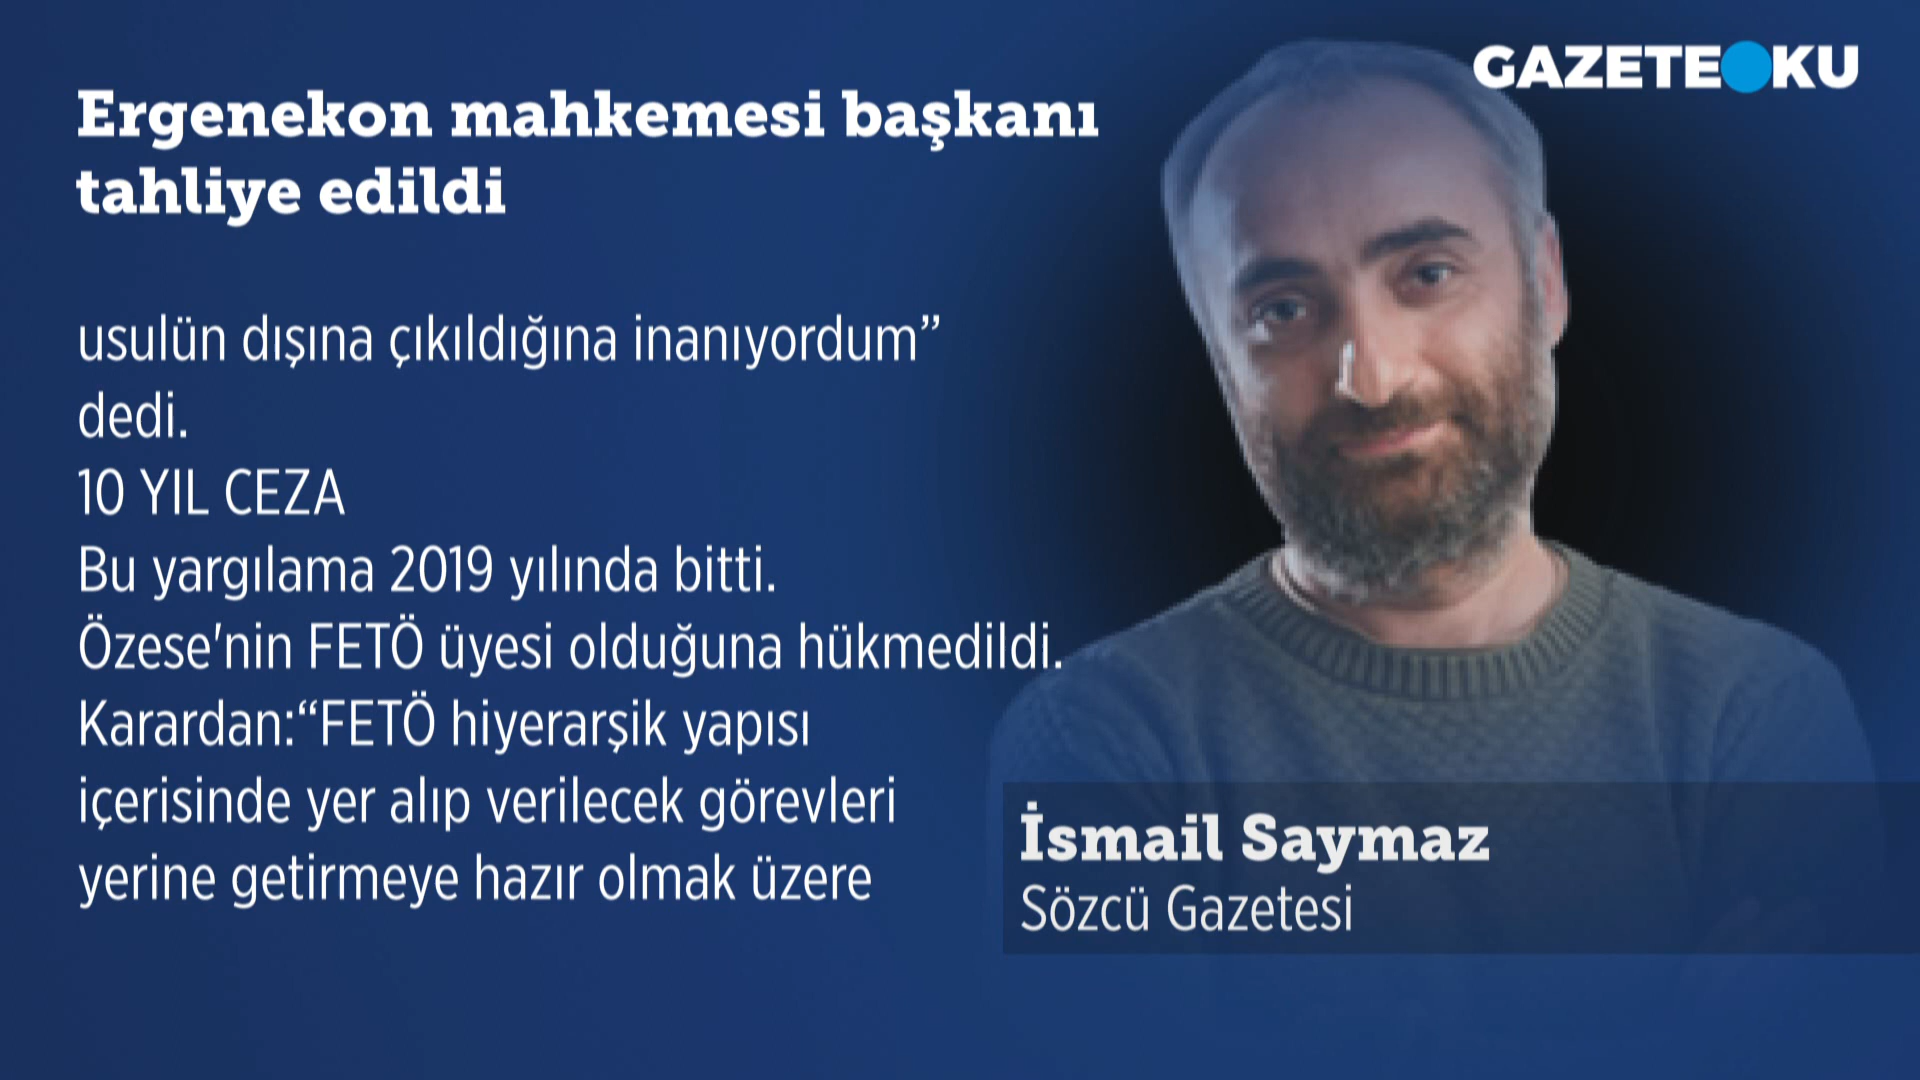 GAZETE OKU
Ergenekon mahkemesi başkanı
tahliye edildi
usulün dışına çıkıldığına inanıyordum”
dedi.
10 YIL CEZA
Bu yargılama 2019 yılında bitti.
Özese'nin FETÖ üyesi olduğuna hükmedildi.
Karardan:“FETÖ hiyerarşik yapısı
içerisinde yer alıp verilecek görevleri
yerine getirmeye hazır olmak üzere
İsmail Saymaz
Sözcü Gazetesi